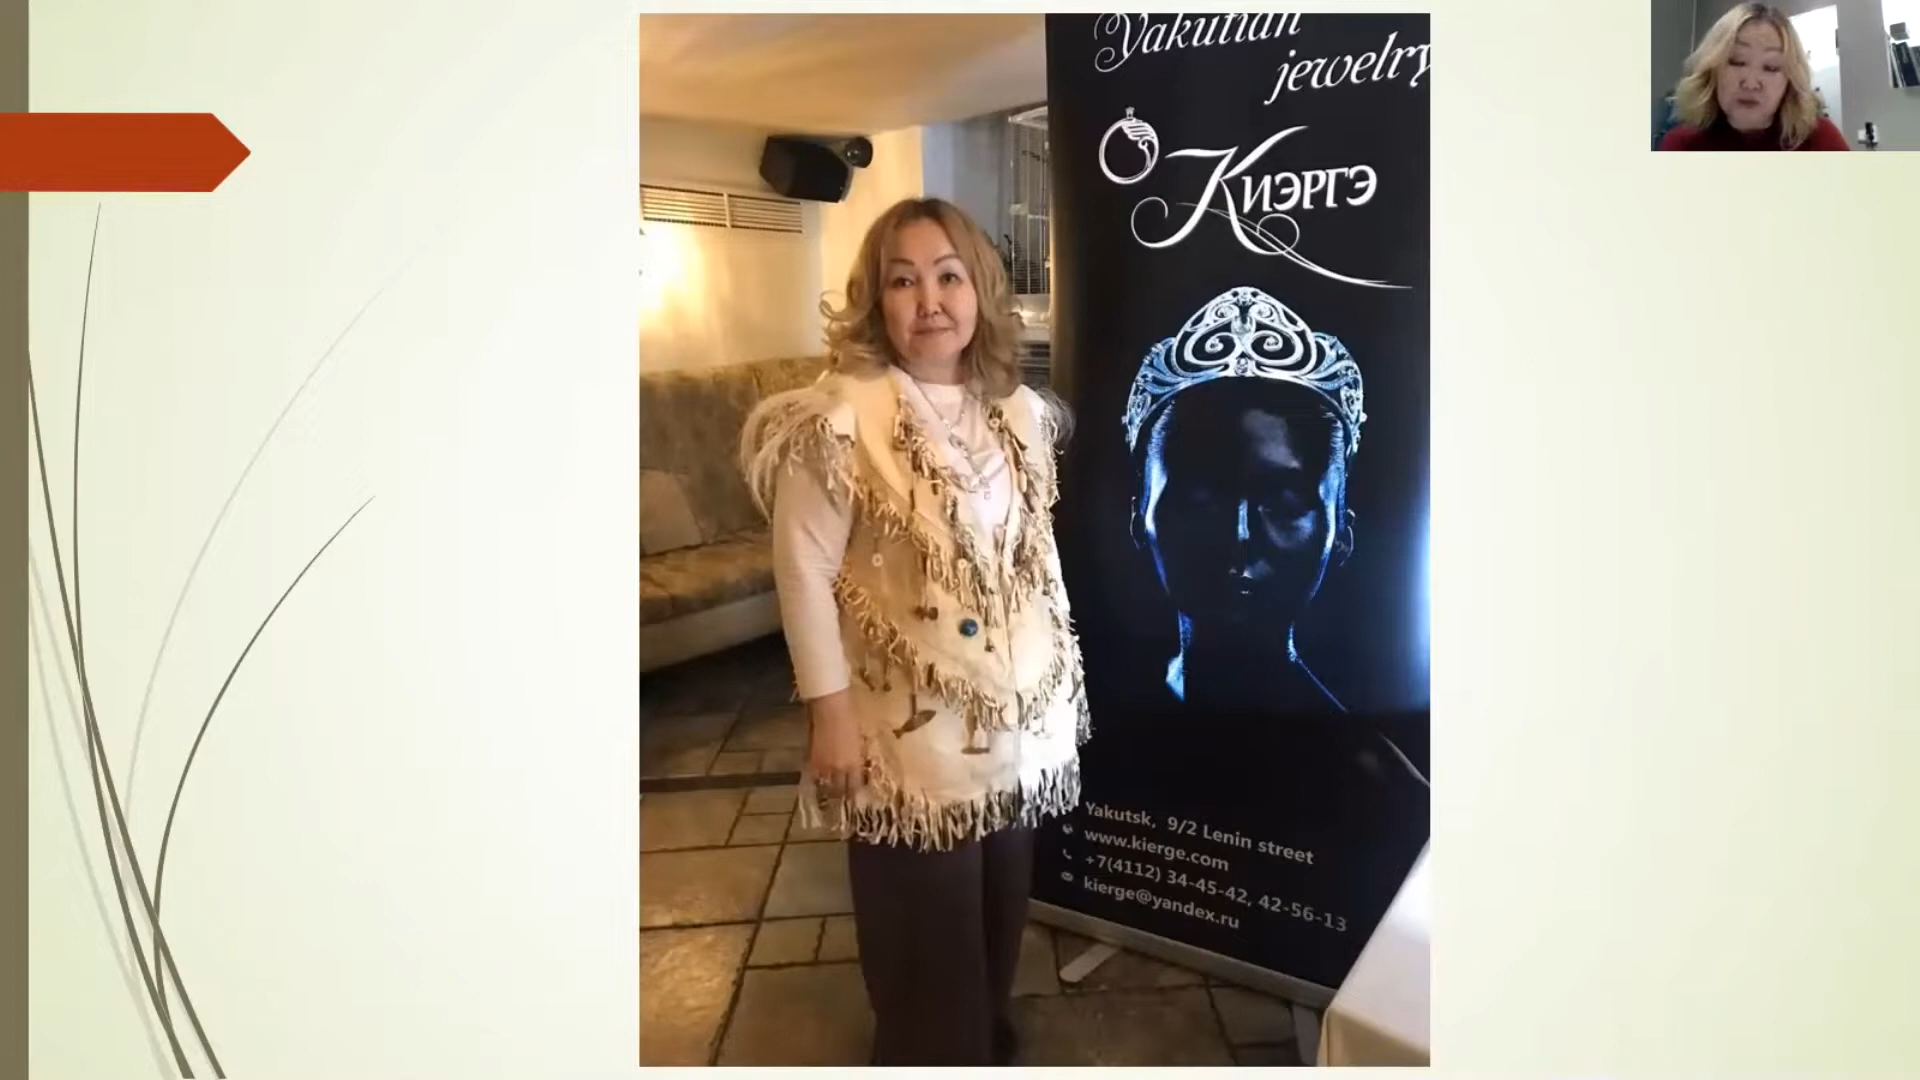 Yakutian
jewelry
Киэргэ
Yakutsk, 9/2 Lenin street
www.kierge.com
+7(4112) 34-45-42, 42-56-13
kierge@yandex.ru